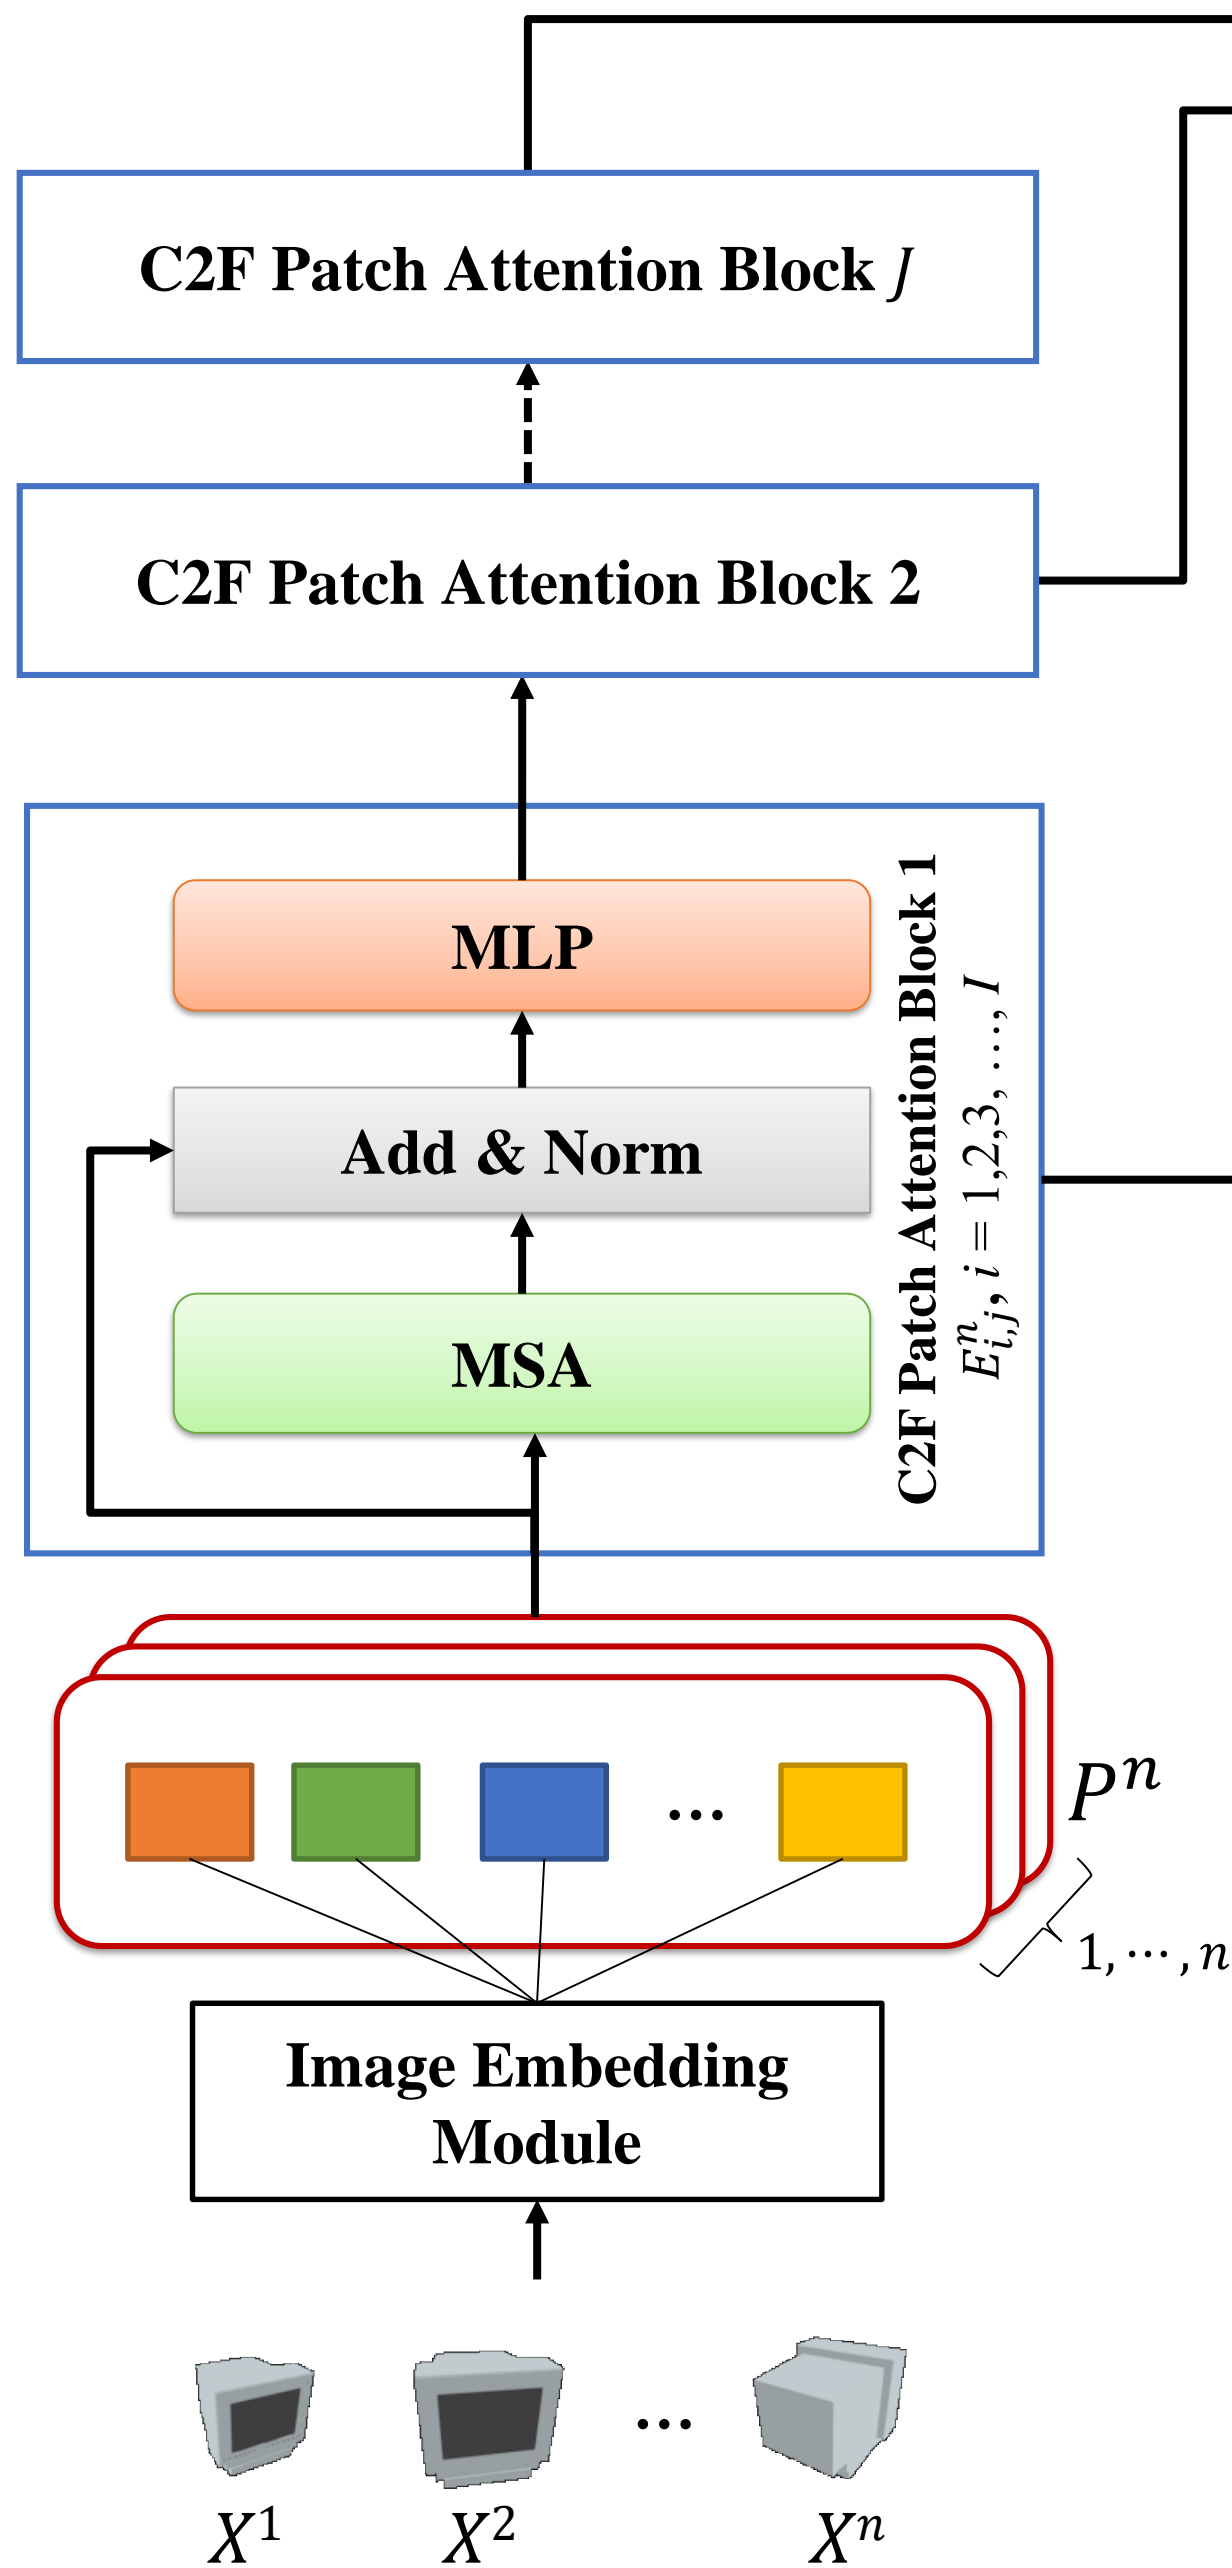 C2F Patch Attention Block J
C2F Patch Attention Block 2
MLP
Add & Norm
MSA
C2F Patch Attention Block 1
E^n_{i,j}, i = 1,2,3, …., I
…
P^n
1, ⋯, n
Image Embedding
Module
…
X^1 X^2 X^n